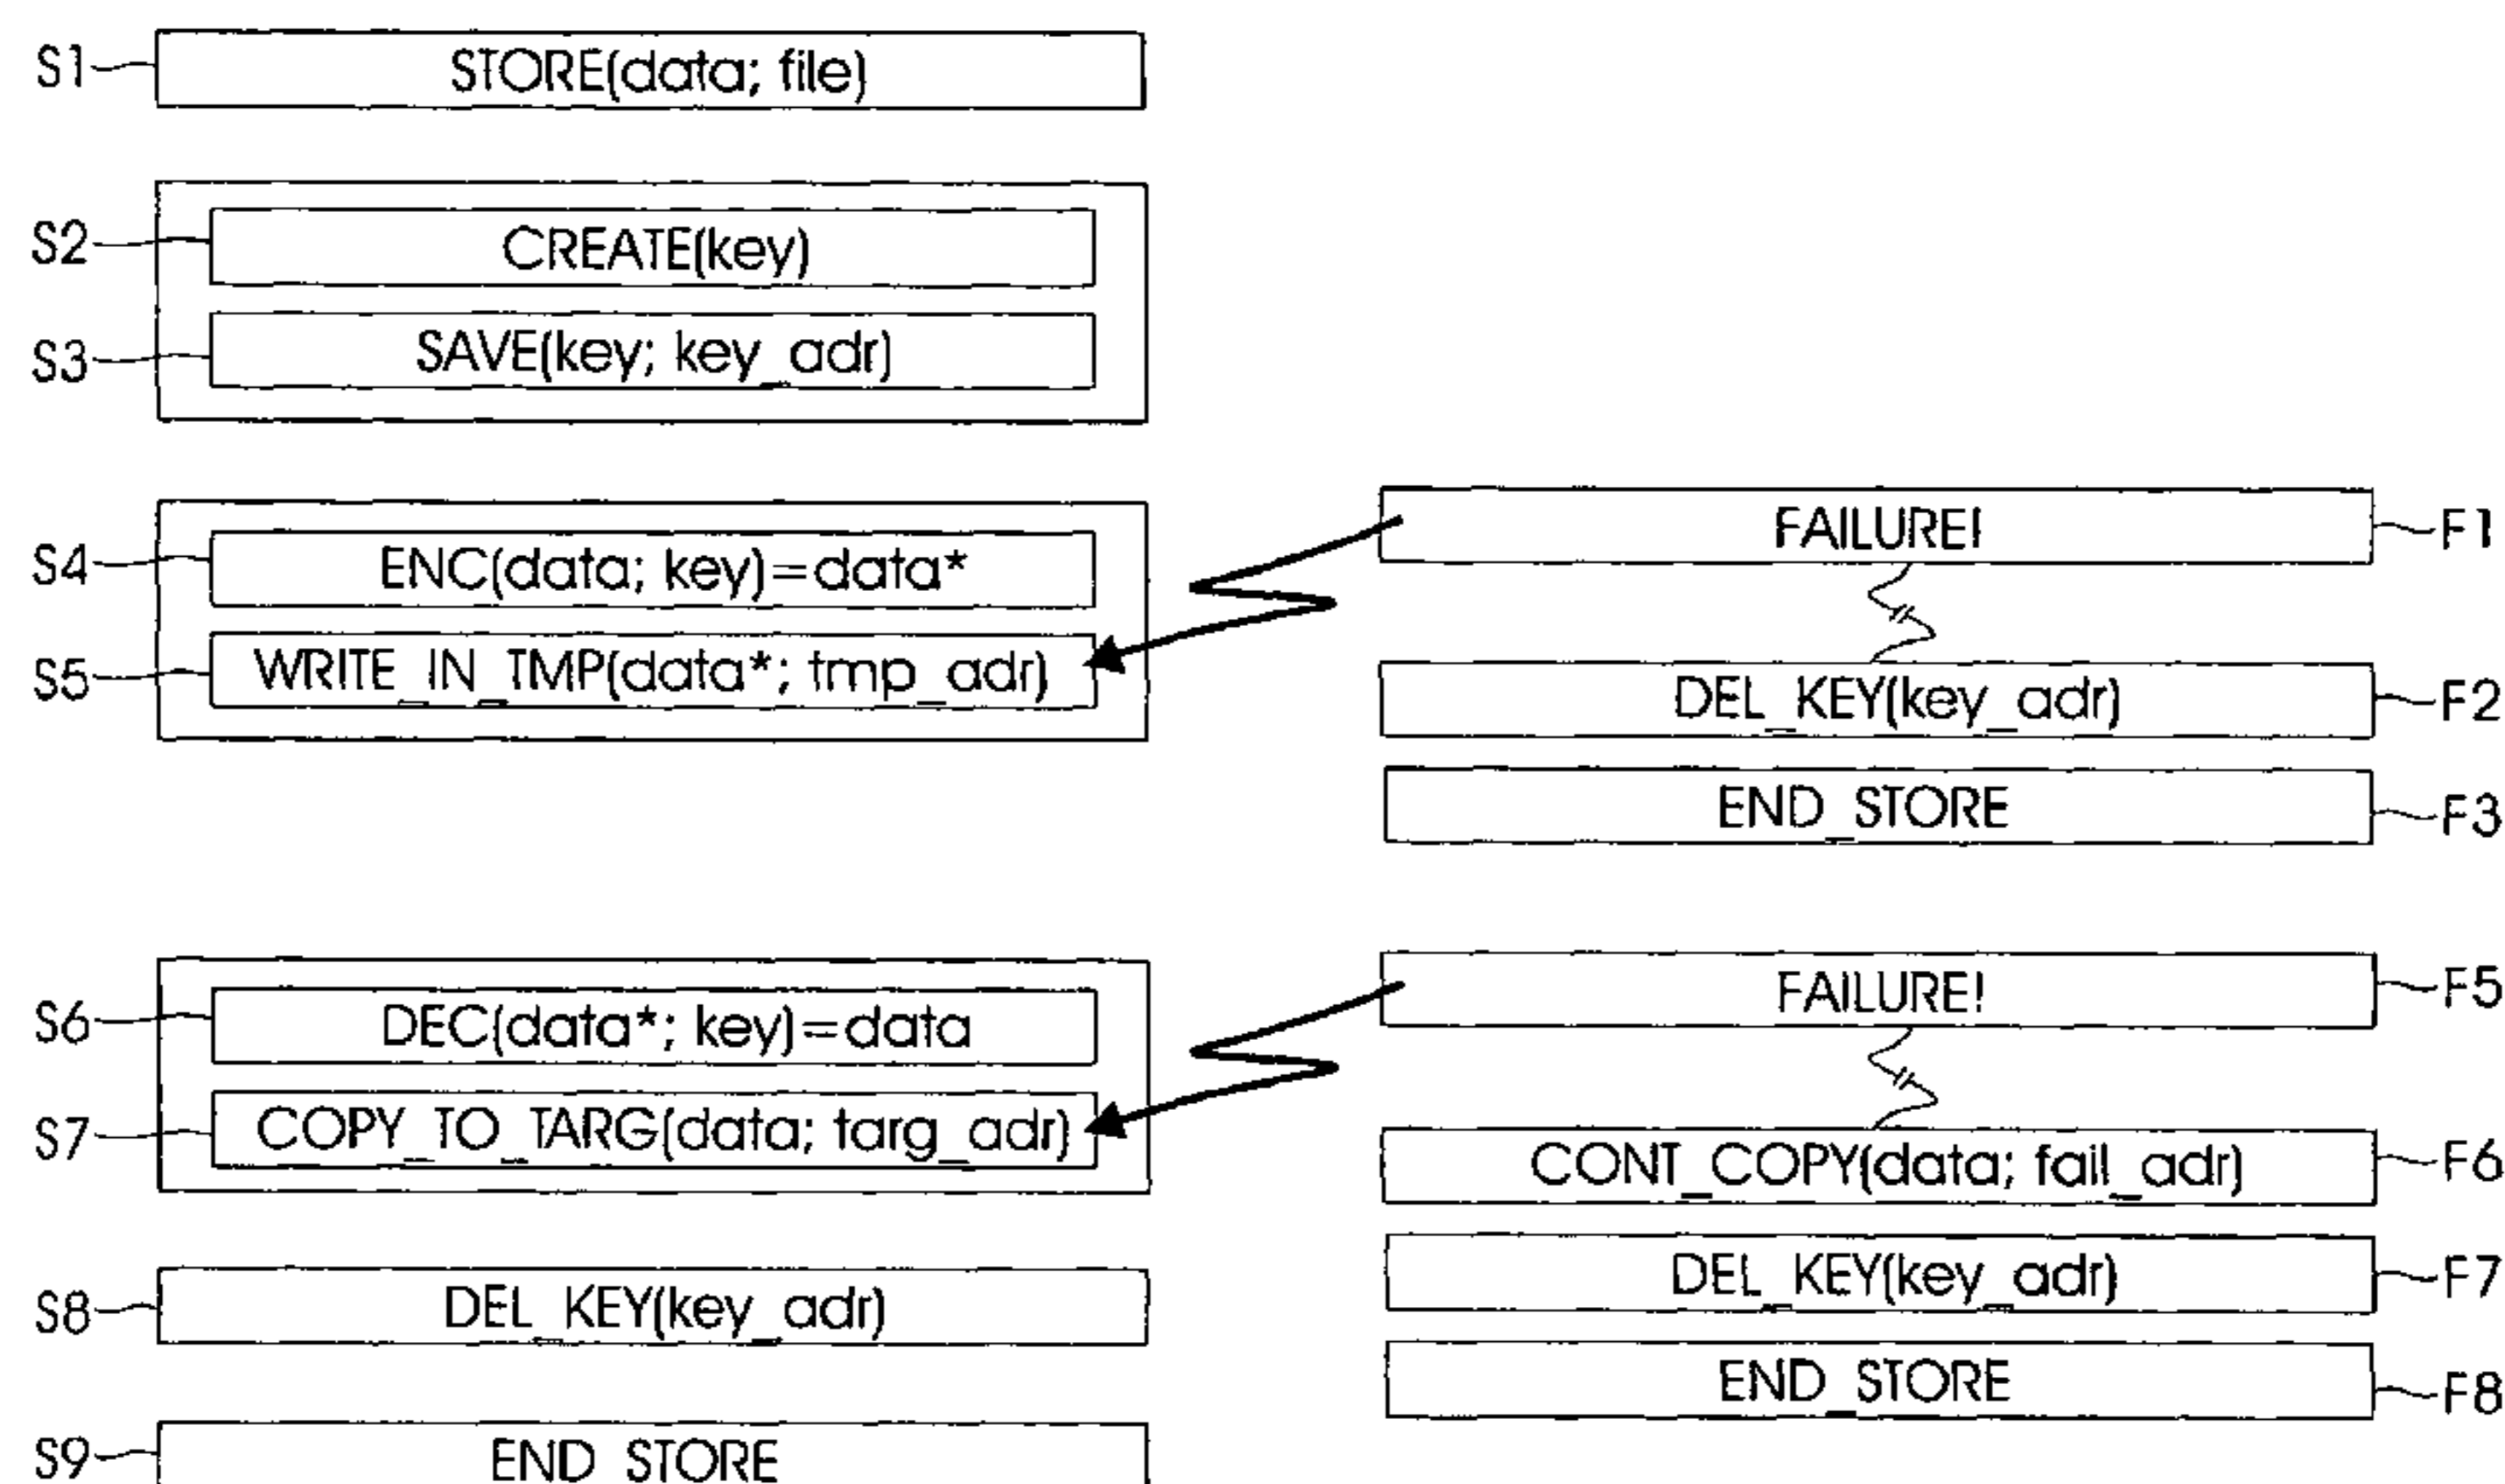 S1 STORE(data; file)
S2 CREATE(key)
S3 SAVE(key; key_adr)
S4 ENC(data; key)=data*
S5 WRITE_IN_TMP(data*; tmp_adr)
FAILURE! F1
DEL_KEY(key_adr) F2
END_STORE F3
S6 DEC(data*; key)=data
S7 COPY_TO_TARG(data; targ_adr)
S8 DEL_KEY(key_adr)
S9 END STORE
FAILURE! F5
CONT_COPY(data; fail_adr) F6
DEL_KEY(key_adr) F7
END_STORE F8